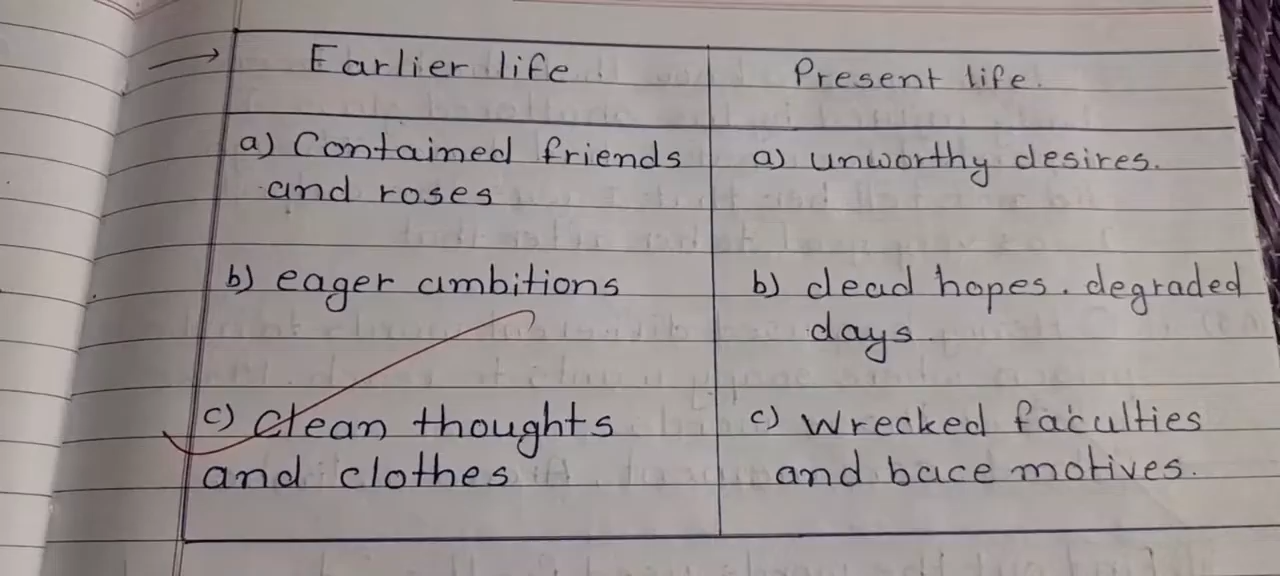 → Earlier life. Present life.
a) Contained friends a) unworthy desires.
and roses
b) eager ambitions b) dead hopes. degraded
days
c) Clean thoughts c) Wrecked faculties
and clothes and bace motives.